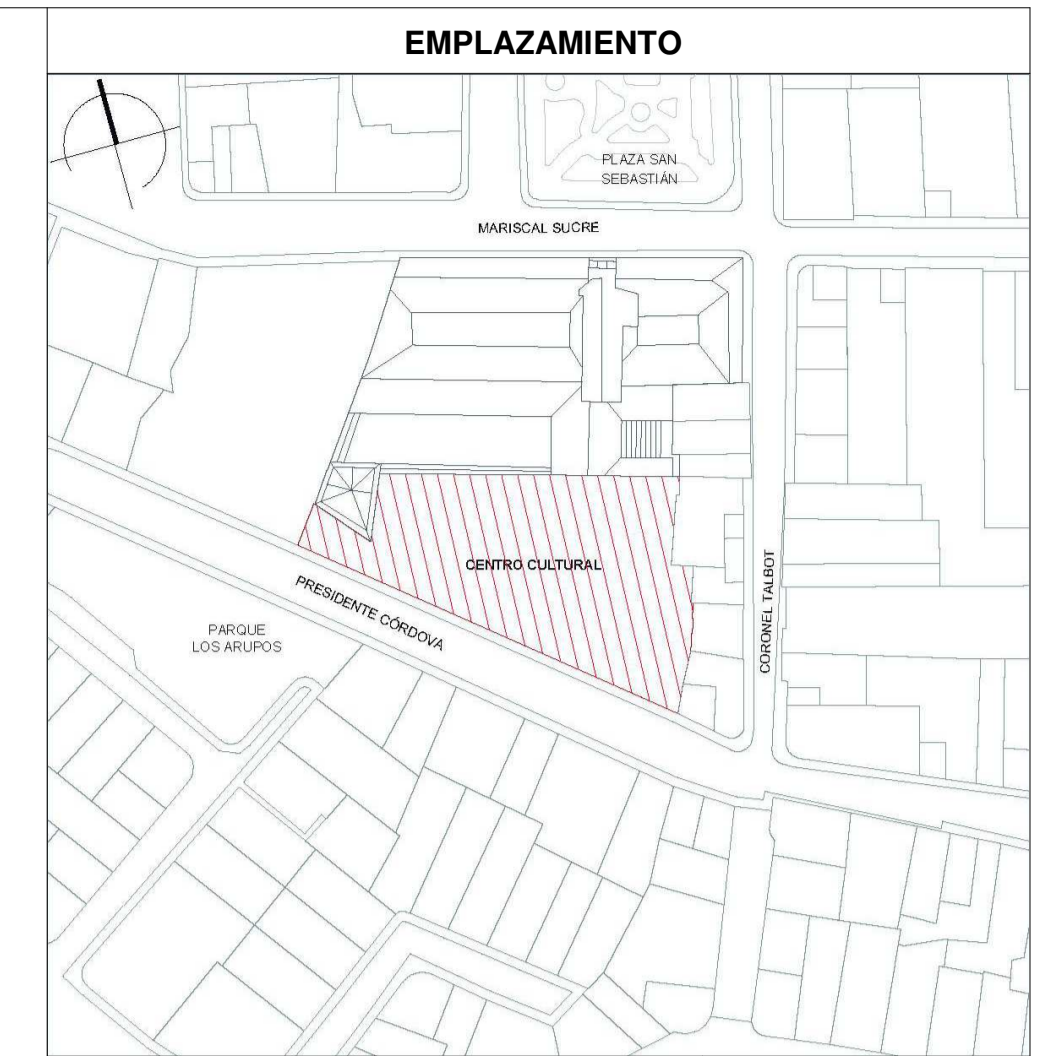 EMPLAZAMIENTO
PLAZA SAN
SEBASTIÁN
MARISCAL SUCRE
CENTRO CULTURAL
CORONEL TALBOT
PRESIDENTE CÓRDOVA
PARQUE
LOS ARUPOS